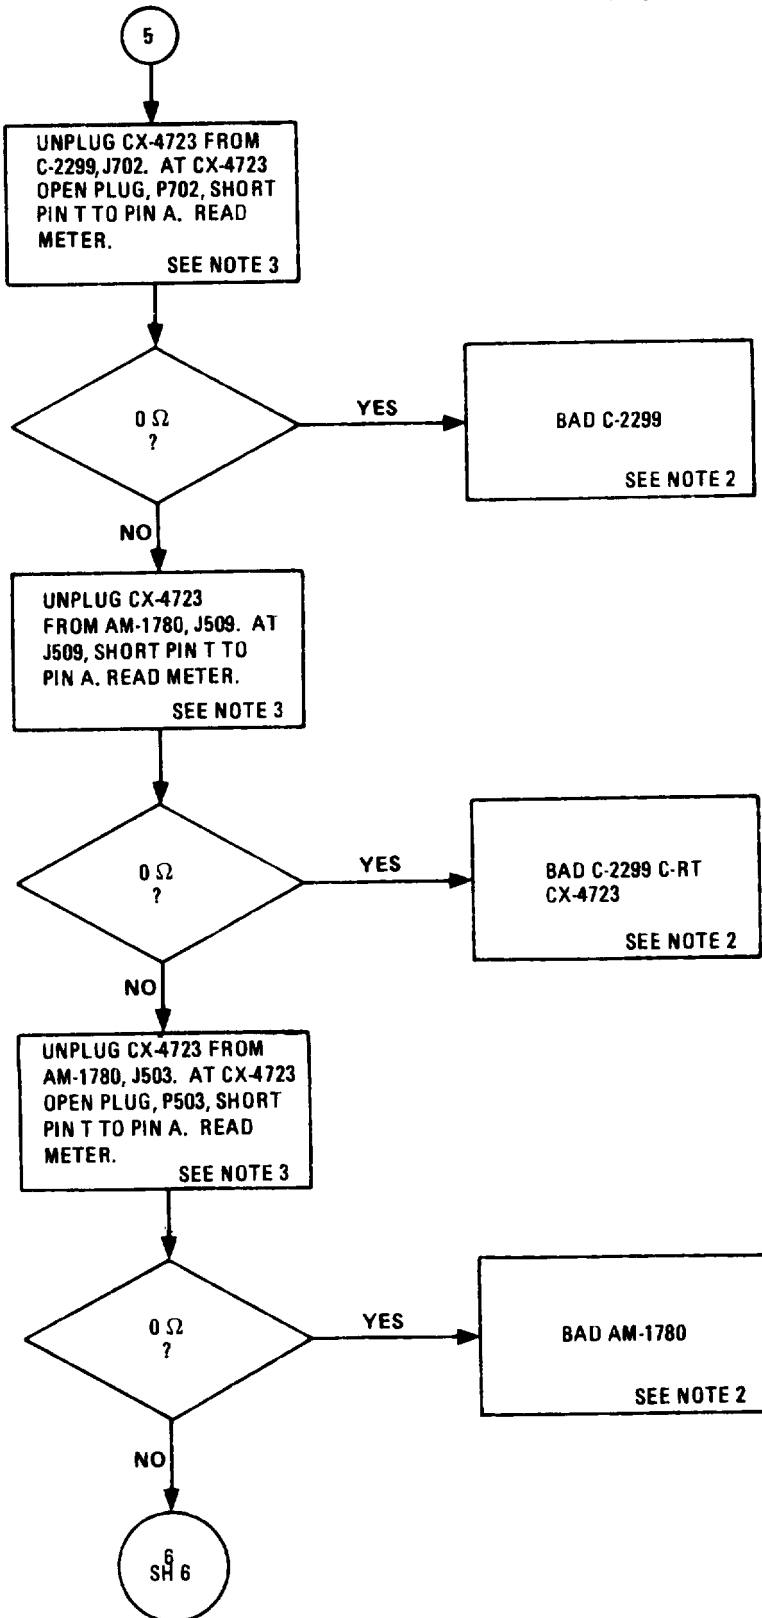 5
UNPLUG CX-4723 FROM
C-2299, J702. AT CX-4723
OPEN PLUG, P702, SHORT
PIN T TO PIN A. READ
METER.
SEE NOTE 3
0 Ω
?
YES
BAD C-2299
SEE NOTE 2
NO
UNPLUG CX-4723
FROM AM-1780, J509. AT
J509, SHORT PIN T TO
PIN A. READ METER.
SEE NOTE 3
0 Ω
?
YES
BAD C-2299 C-RT
CX-4723
SEE NOTE 2
NO
UNPLUG CX-4723 FROM
AM-1780, J503. AT CX-4723
OPEN PLUG, P503, SHORT
PIN T TO PIN A. READ
METER.
SEE NOTE 3
0 Ω
?
YES
BAD AM-1780
SEE NOTE 2
NO
6
SH 6